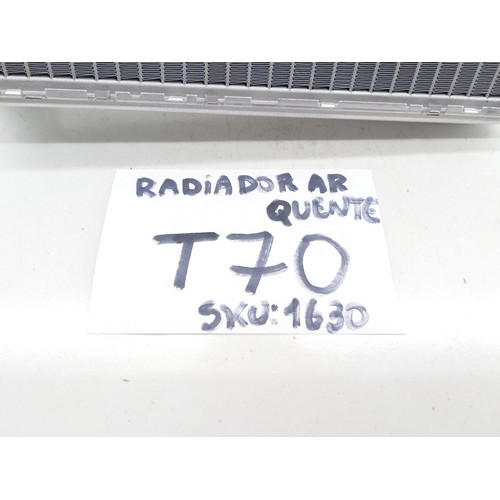 RADIADOR AR
QUENTE
T70
SKU:1630